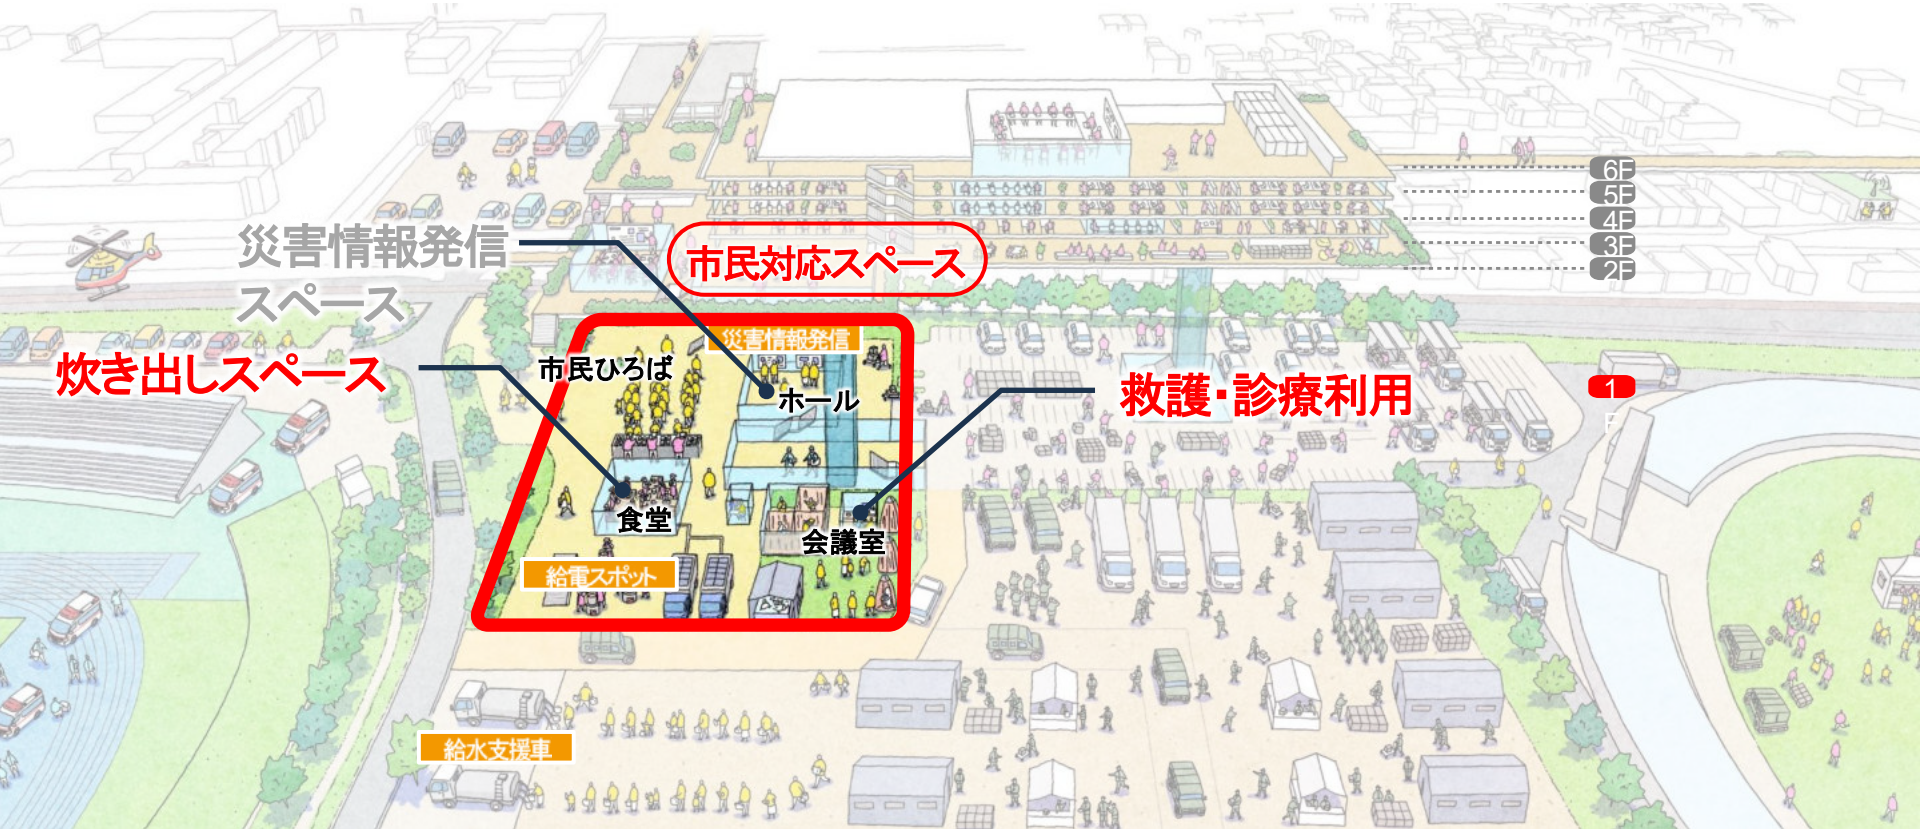 6F
5F
4F
3F
2F
災害情報発信
スペース
市民対応スペース
災害情報発信
市民ひろば
炊き出しスペース
ホール
救護・診療利用
1
食堂
会議室
給電スポット
給水支援車